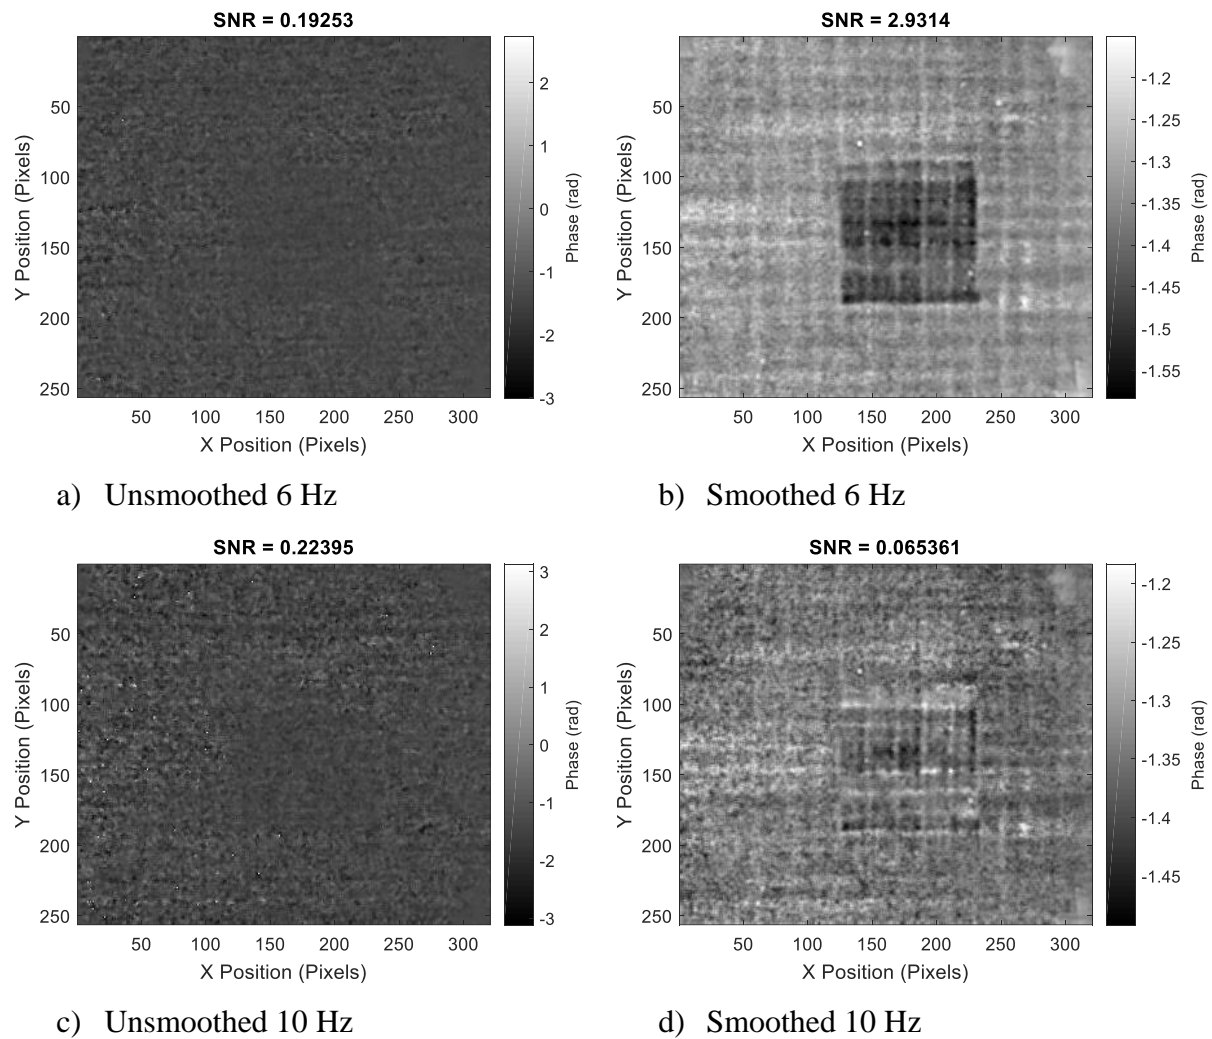 SNR = 0.19253
2
1
0
-1
-2
-3
Phase (rad)
50
100
150
200
250
Y Position (Pixels)
50 100 150 200 250 300
X Position (Pixels)
a) Unsmoothed 6 Hz
SNR = 2.9314
-1.2
-1.25
-1.3
-1.35
-1.4
-1.45
-1.5
-1.55
Phase (rad)
50
100
150
200
250
Y Position (Pixels)
50 100 150 200 250 300
X Position (Pixels)
b) Smoothed 6 Hz
SNR = 0.22395
3
2
1
0
-1
-2
-3
Phase (rad)
50
100
150
200
250
Y Position (Pixels)
50 100 150 200 250 300
X Position (Pixels)
c) Unsmoothed 10 Hz
SNR = 0.065361
-1.2
-1.25
-1.3
-1.35
-1.4
-1.45
Phase (rad)
50
100
150
200
250
Y Position (Pixels)
50 100 150 200 250 300
X Position (Pixels)
d) Smoothed 10 Hz